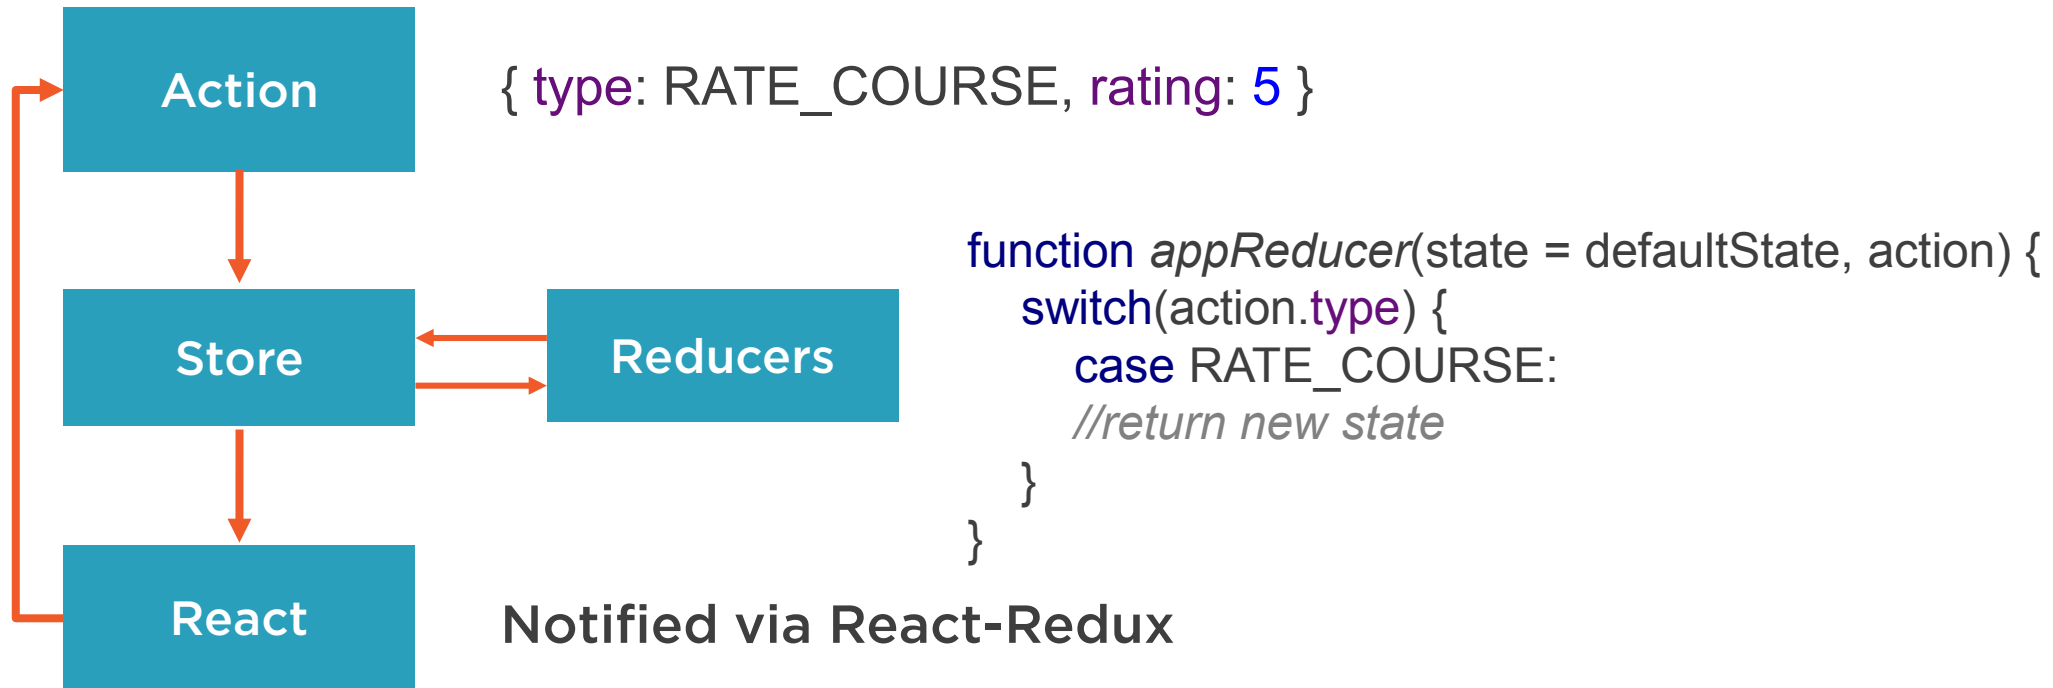 Action
{ type: RATE_COURSE, rating: 5 }
Store
Reducers
function appReducer(state = defaultState, action) {
switch(action.type) {
case RATE_COURSE:
//return new state
}
}
React
Notified via React-Redux